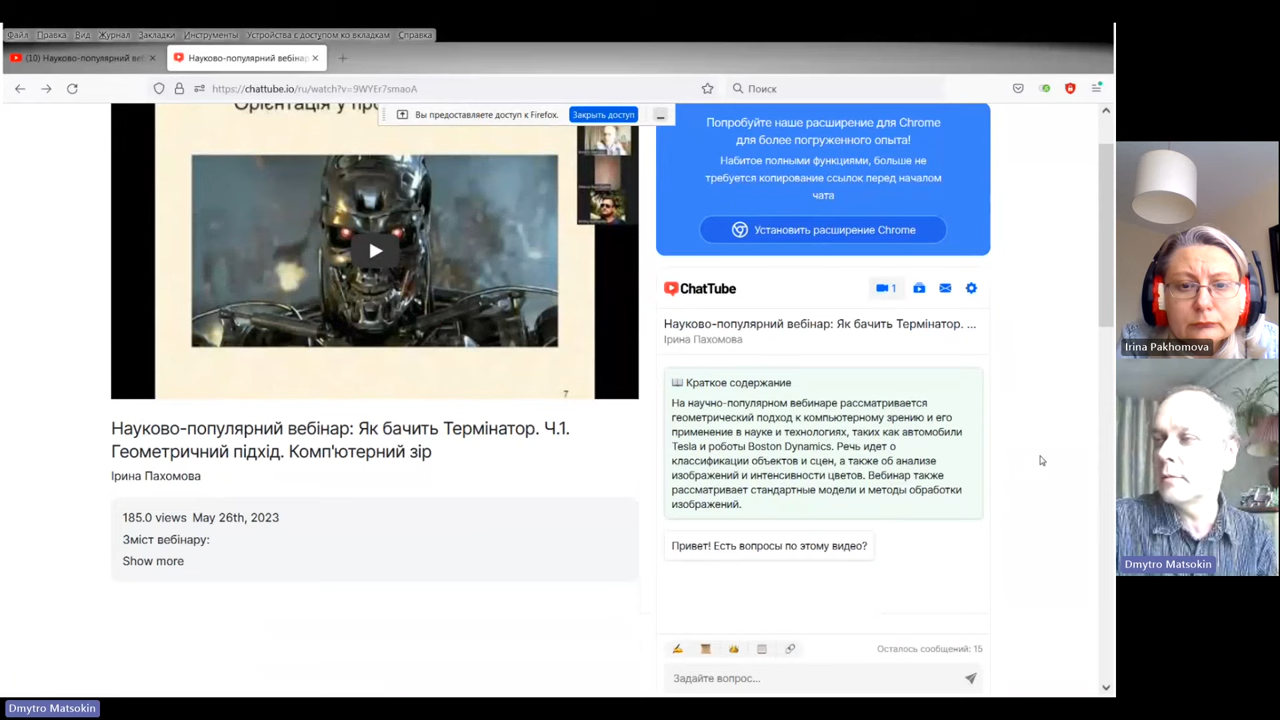 Файл Правка Вид Журнал Закладки Инструменты Устройства с доступом ко вкладкам Справка
(10) Науково-популярний веб
Науково-популярний вебінар
https://chattube.io/ru/watch?v=9WYEr7smaoA
Поиск
Орієнтація у про
Вы предоставляете доступ к Firefox.
Закрыть доступ
7
Науково-популярний вебінар: Як бачить Термінатор. Ч.1.
Геометричний підхід. Комп'ютерний зір
Ірина Пахомова
185.0 views May 26th, 2023
Зміст вебінару:
Show more
Попробуйте наше расширение для Chrome
для более погруженного опыта!
Набитое полными функциями, больше не
требуется копирование ссылок перед началом
чата
Установить расширение Chrome
ChatTube
1
Науково-популярний вебінар: Як бачить Термінатор. ...
Ірина Пахомова
Краткое содержание
На научно-популярном вебинаре рассматривается
геометрический подход к компьютерному зрению и его
применение в науке и технологиях, таких как автомобили
Tesla и роботы Boston Dynamics. Речь идет о
классификации объектов и сцен, а также об анализе
изображений и интенсивности цветов. Вебинар также
рассматривает стандартные модели и методы обработки
изображений.
Привет! Есть вопросы по этому видео?
Осталось сообщений: 15
Задайте вопрос...
Irina Pakhomova
Dmytro Matsokin
Dmytro Matsokin